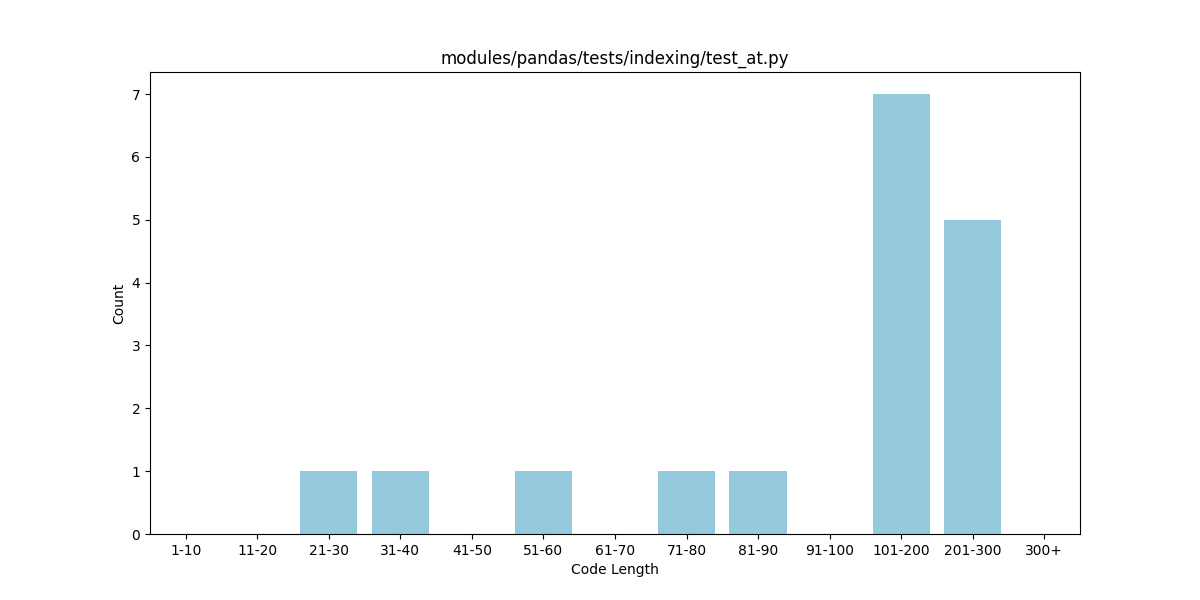 modules/pandas/tests/indexing/test_at.py
7
6
5
4
3
2
1
0
Count
1-10 11-20 21-30 31-40 41-50 51-60 61-70 71-80 81-90 91-100 101-200 201-300 300+
Code Length